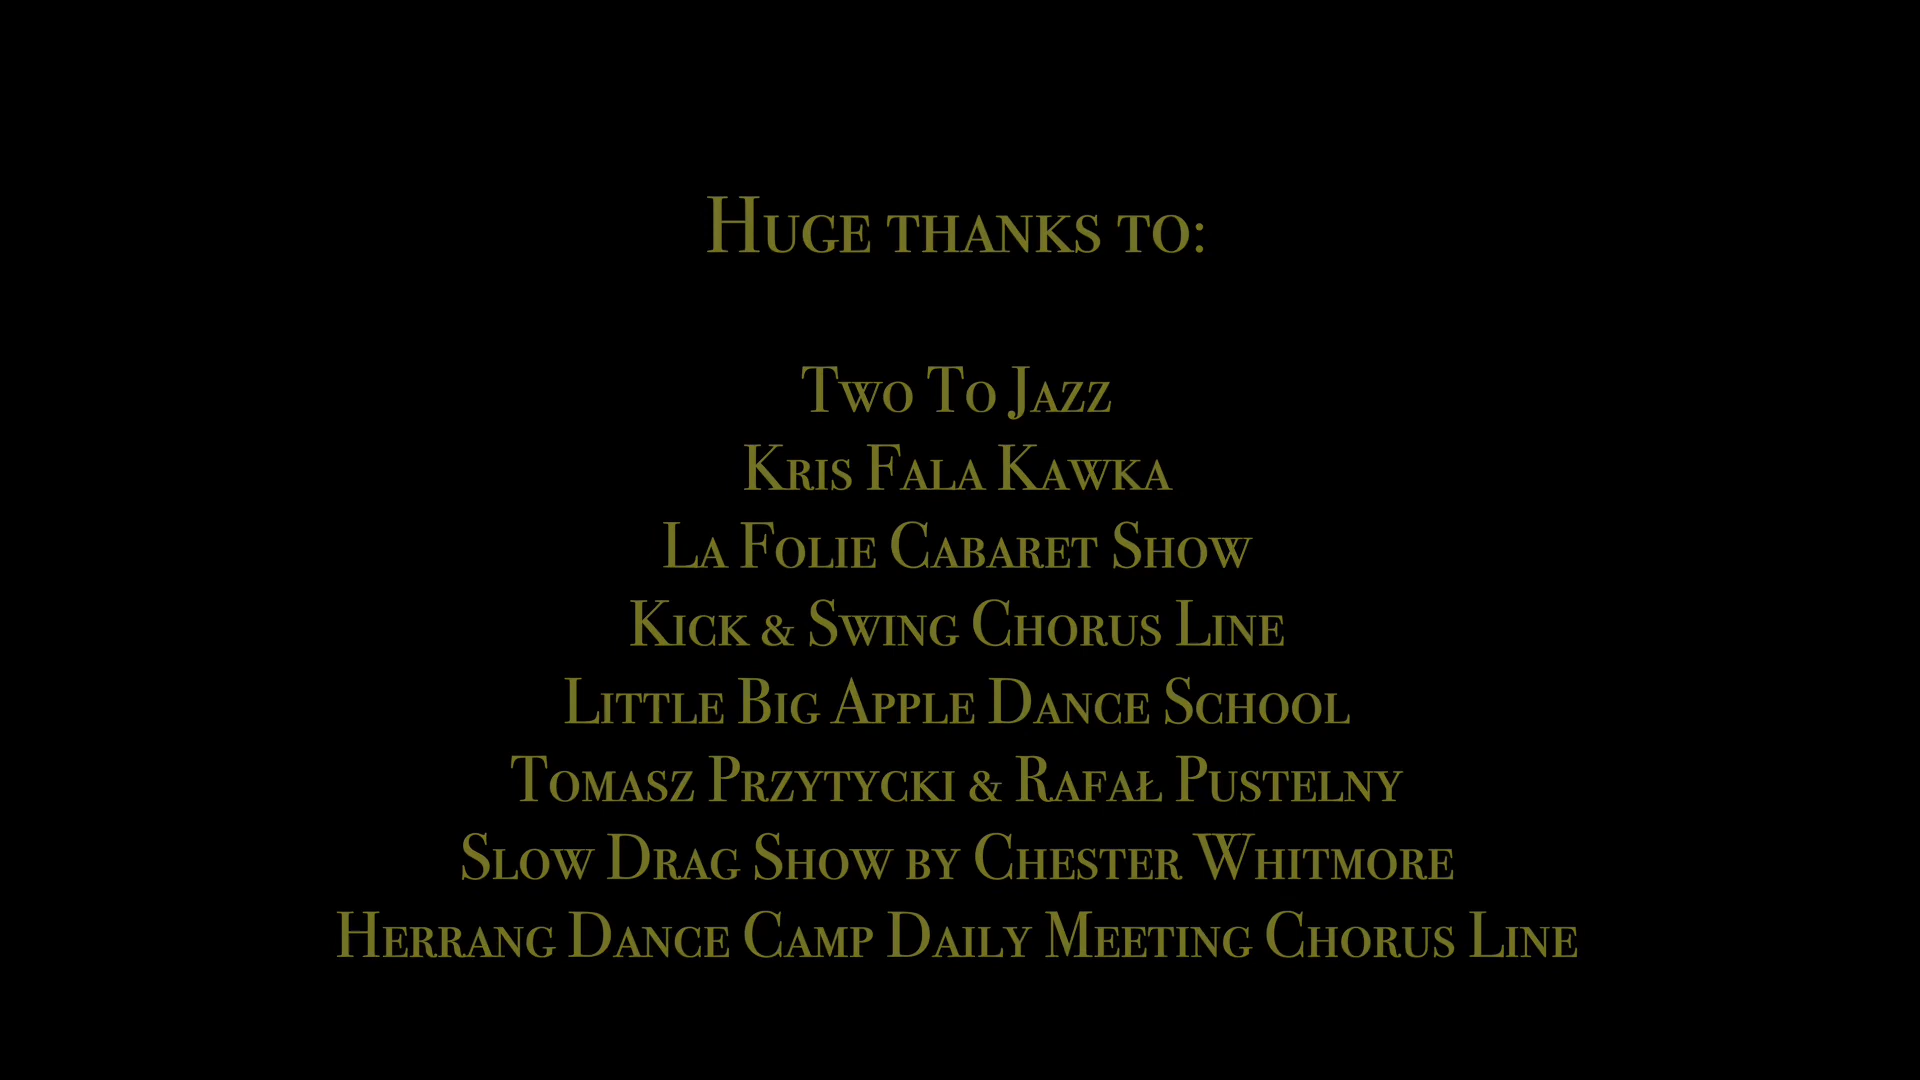 Huge thanks to:
Two To Jazz
Kris Fala Kawka
La Folie Cabaret Show
Kick & Swing Chorus Line
Little Big Apple Dance School
Tomasz Przytycki & Rafał Pustelny
Slow Drag Show by Chester Whitmore
Herrang Dance Camp Daily Meeting Chorus Line